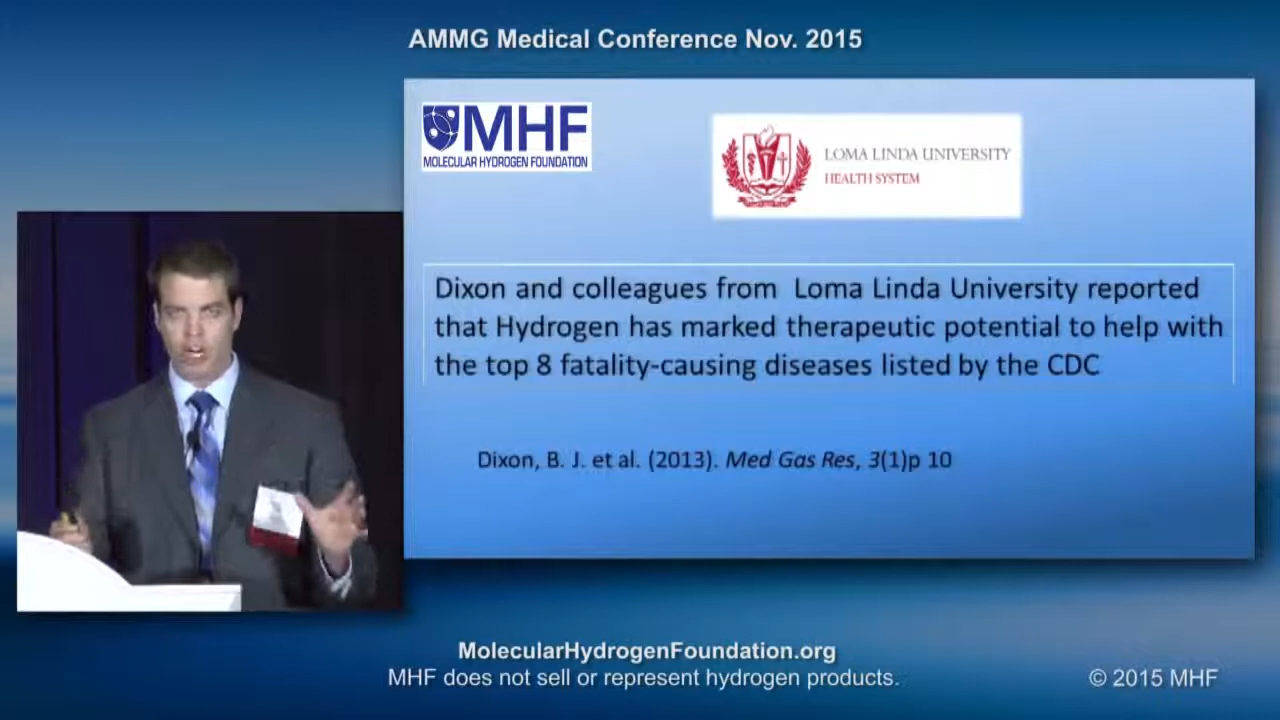 AMMG Medical Conference Nov. 2015
MHF
MOLECULAR HYDROGEN FOUNDATION
LOMA LINDA UNIVERSITY
HEALTH SYSTEM
Dixon and colleagues from Loma Linda University reported
that Hydrogen has marked therapeutic potential to help with
the top 8 fatality-causing diseases listed by the CDC
Dixon, B. J. et al. (2013). Med Gas Res, 3(1)p 10
MolecularHydrogenFoundation.org
MHF does not sell or represent hydrogen products.
© 2015 MHF